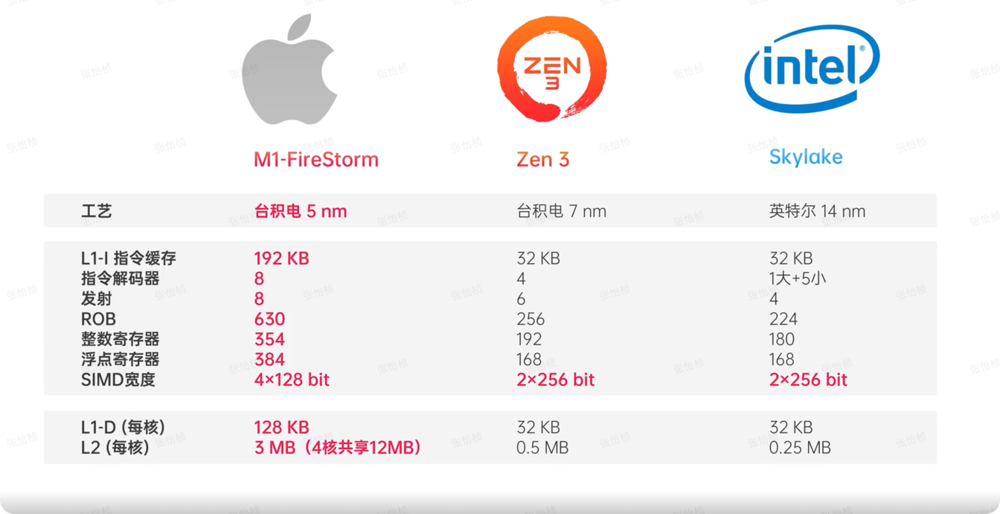 ZEN
3
intel®
M1-FireStorm Zen 3 Skylake
工艺 台积电 5 nm 台积电 7 nm 英特尔 14 nm
L1-I 指令缓存 192 KB 32 KB 32 KB
指令解码器 8 4 1大+5小
发射 8 6 4
ROB 630 256 224
整数寄存器 354 192 180
浮点寄存器 384 168 168
SIMD宽度 4×128 bit 2×256 bit 2×256 bit
L1-D (每核) 128 KB 32 KB 32 KB
L2 (每核) 3 MB（4核共享12MB） 0.5 MB 0.25 MB
张怡桢